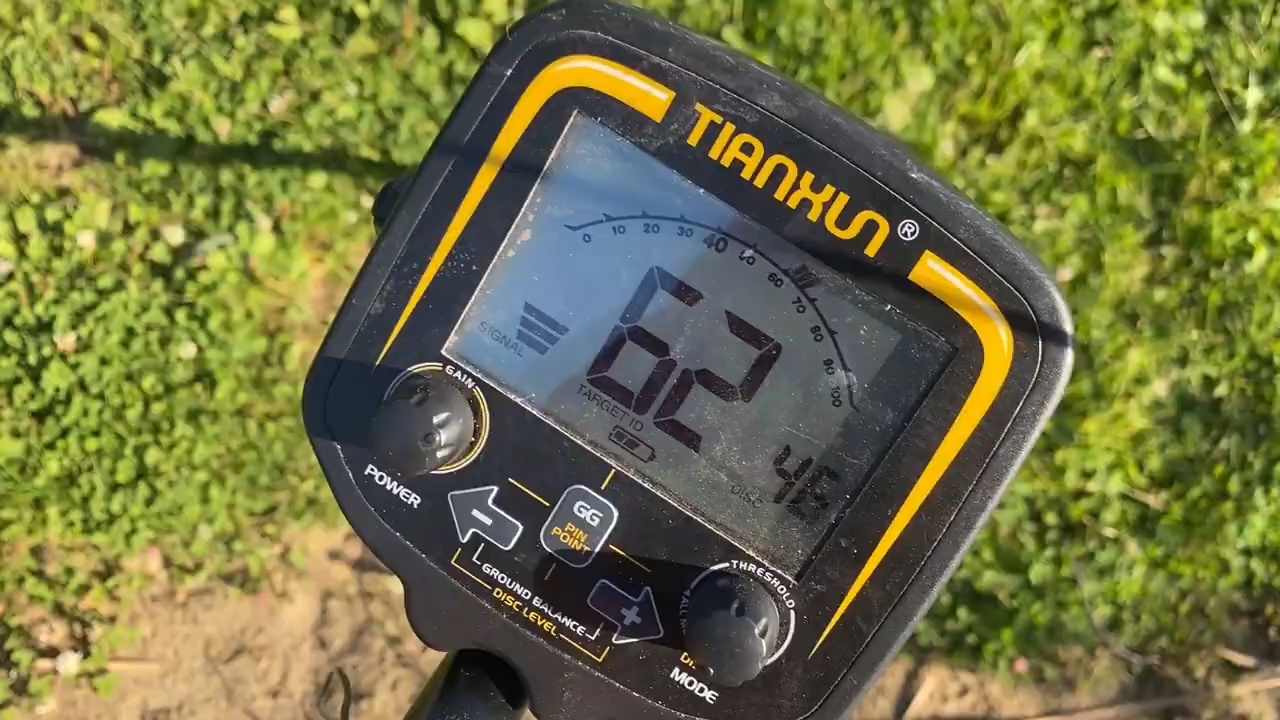 TIANXUN®
0 10 20 30 40 50 60 70 80 90 100
62
SIGNAL
TARGET ID
DISC
GAIN
POWER
-
GG
PIN
POINT
+
GROUND BALANCE
DISC LEVEL
THRESHOLD
ALL M
MODE